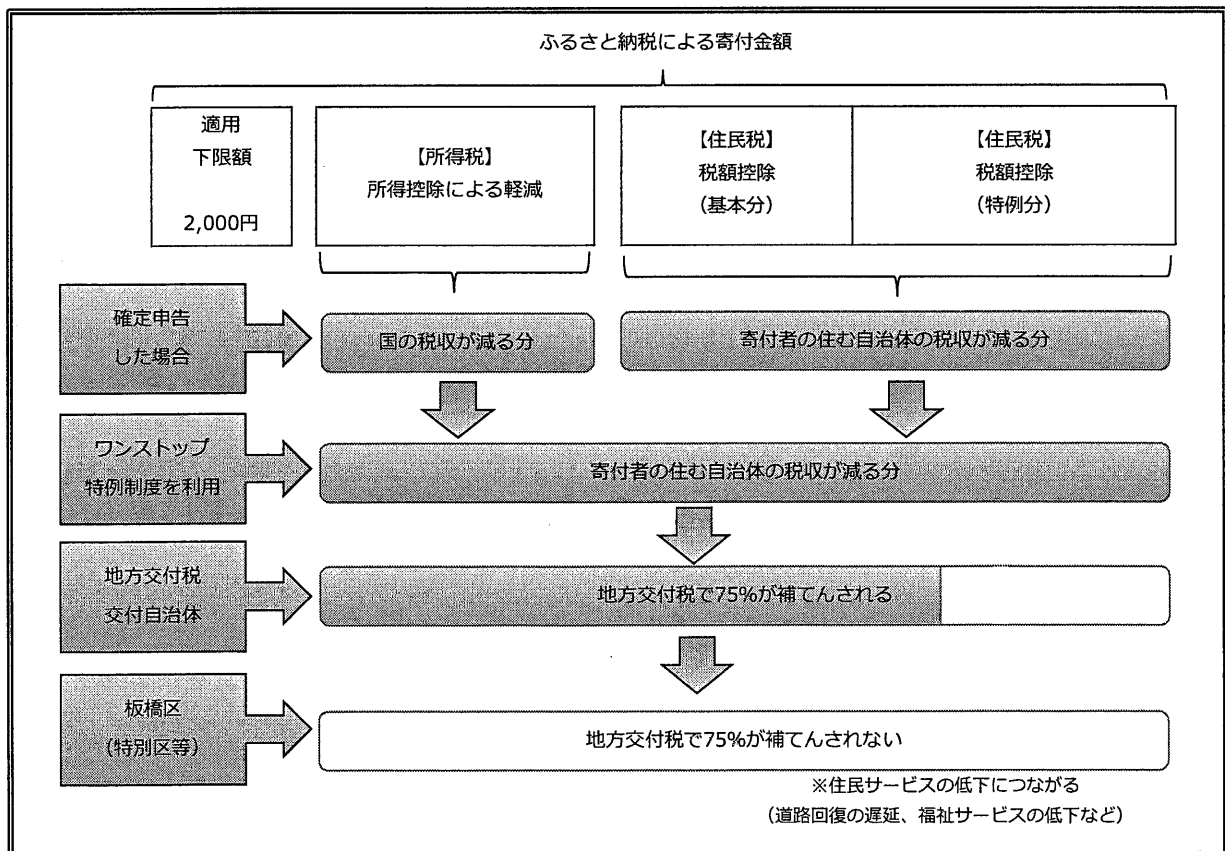 ふるさと納税による寄付金額
適用
下限額
2,000円
【所得税】
所得控除による軽減
【住民税】
税額控除
(基本分)
【住民税】
税額控除
(特例分)
確定申告
した場合
国の税収が減る分
寄付者の住む自治体の税収が減る分
ワンストップ
特例制度を利用
寄付者の住む自治体の税収が減る分
地方交付税
交付自治体
地方交付税で75%が補てんされる
板橋区
(特別区等)
地方交付税で75%が補てんされない
※住民サービスの低下につながる
(道路回復の遅延、福祉サービスの低下など)